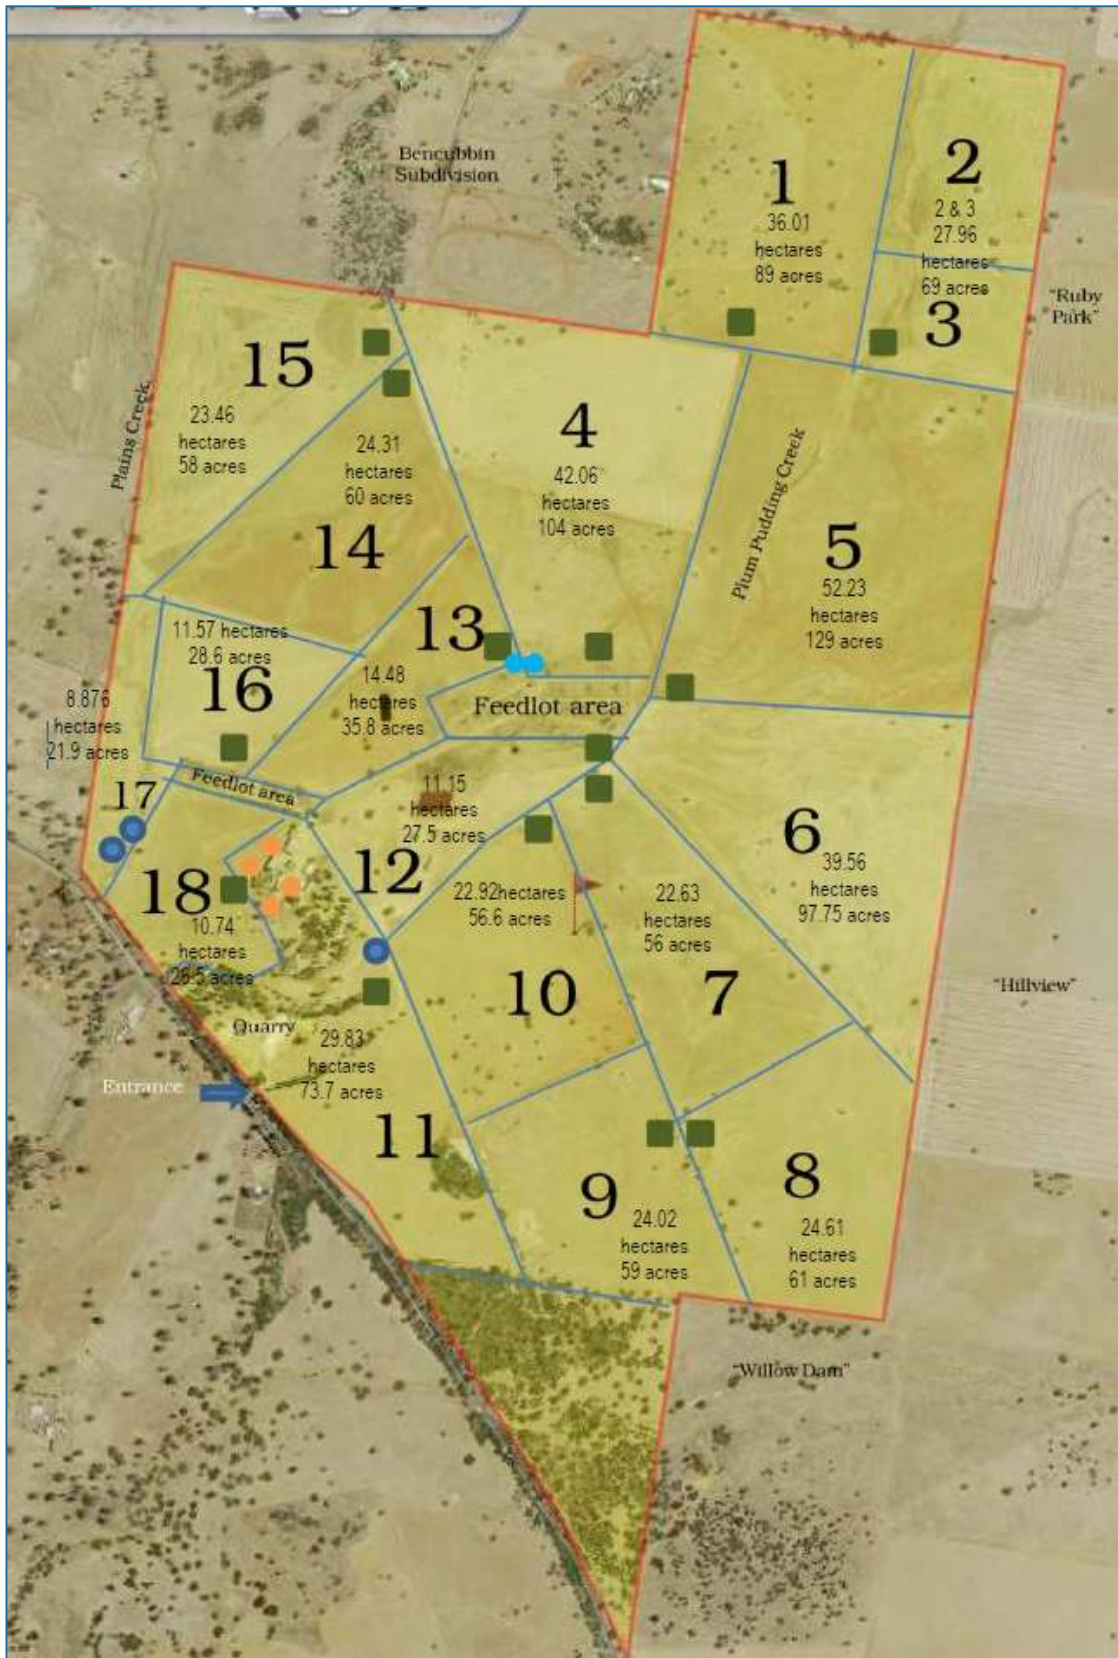 Bencubbin
Subdivision
1
36.01
hectares
89 acres
2
2 & 3
27.96
hectares
69 acres
3
"Ruby
Park"
15
23.46
hectares
58 acres
Plains Creek
24.31
hectares
60 acres
14
4
42.06
hectares
104 acres
Plum Pudding Creek
5
52.23
hectares
129 acres
13
14.48
hectares
35.8 acres
11.57 hectares
28.6 acres
16
8.876
hectares
21.9 acres
17
Feedlot area
Feedlot area
11.15
hectares
27.5 acres
12
18
10.74
hectares
26.5 acres
6
39.56
hectares
97.75 acres
22.92hectares
56.6 acres
10
22.63
hectares
56 acres
7
"Hillview"
Quarry
29.83
hectares
73.7 acres
Entrance
11
9
24.02
hectares
59 acres
8
24.61
hectares
61 acres
"Willow Dam"